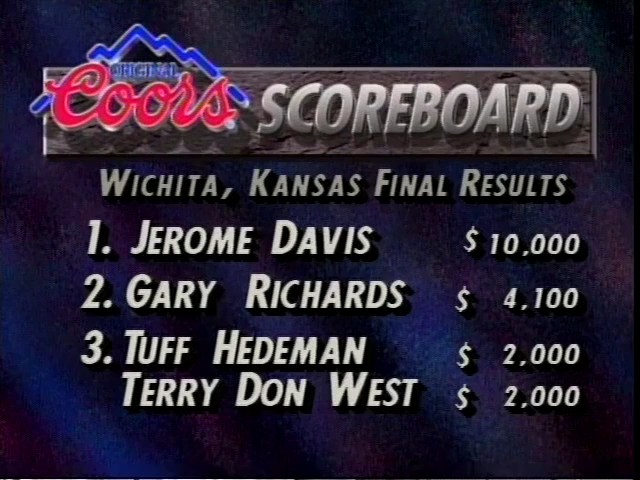 ORIGINAL
Coors SCOREBOARD
WICHITA, KANSAS FINAL RESULTS
1. JEROME DAVIS $ 10,000
2. GARY RICHARDS $ 4,100
3. TUFF HEDEMAN $ 2,000
TERRY DON WEST $ 2,000